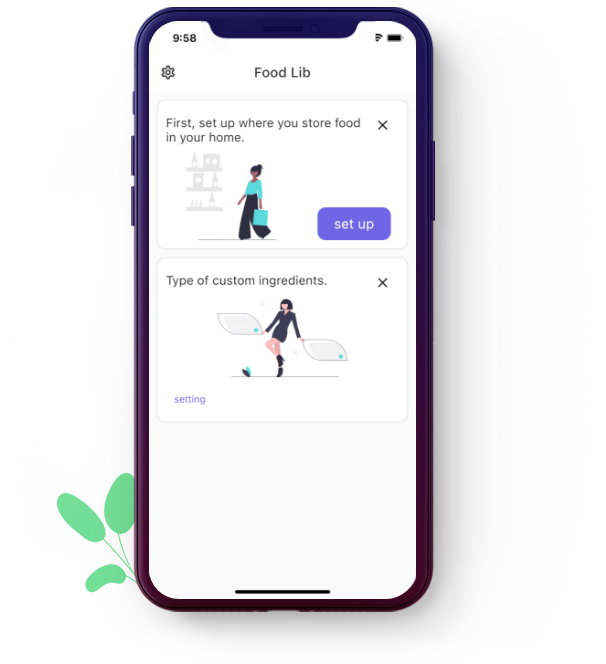 9:58
Food Lib
First, set up where you store food
in your home.
set up
Type of custom ingredients.
setting